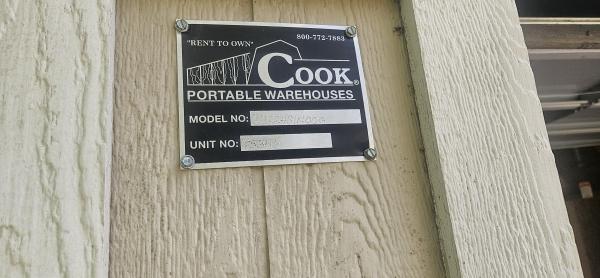 "RENT TO OWN" 800-772-7883
COOK®
PORTABLE WAREHOUSES
MODEL NO:
UNIT NO: